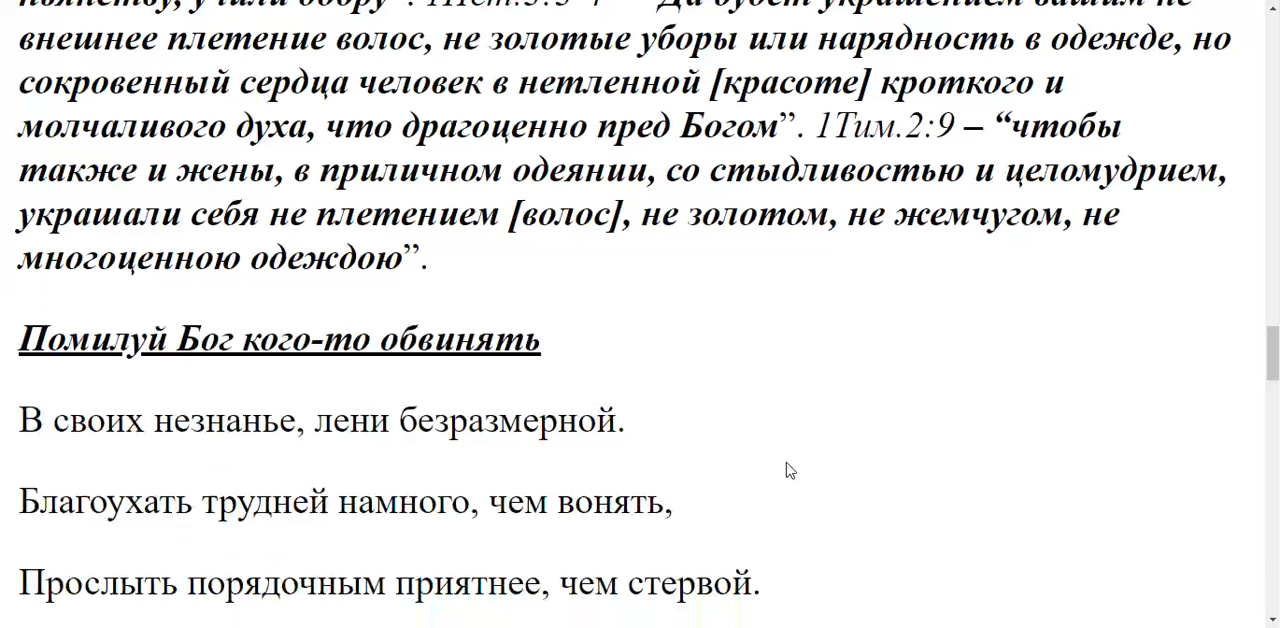 внешнее плетение волос, не золотые уборы или нарядность в одежде, но
сокровенный сердца человек в нетленной [красоте] кроткого и
молчаливого духа, что драгоценно пред Богом”. 1Тим.2:9 – “чтобы
также и жены, в приличном одеянии, со стыдливостью и целомудрием,
украшали себя не плетением [волос], не золотом, не жемчугом, не
многоценною одеждою”.
Помилуй Бог кого-то обвинять
В своих незнанье, лени безразмерной.
Благоухать трудней намного, чем вонять,
Прослыть порядочным приятнее, чем стервой.